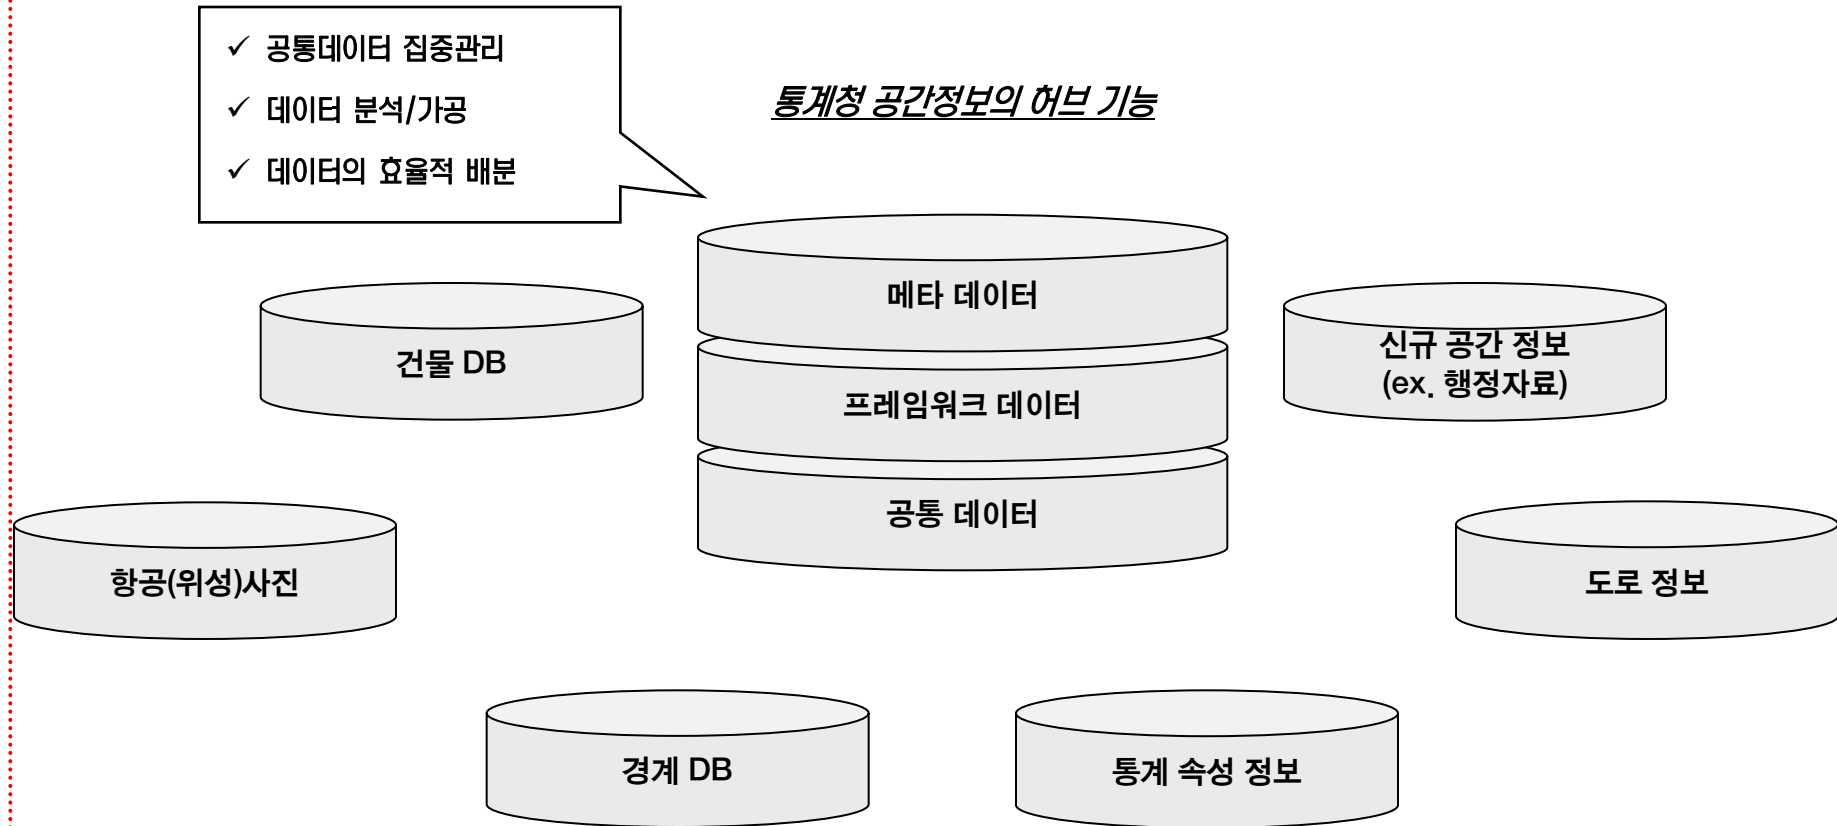 ✓ 공통데이터 집중관리
✓ 데이터 분석/가공
✓ 데이터의 효율적 배분
통계청 공간정보의 허브 기능
메타 데이터
건물 DB
신규 공간 정보
(ex. 행정자료)
프레임워크 데이터
공통 데이터
항공(위성)사진
도로 정보
경계 DB
통계 속성 정보